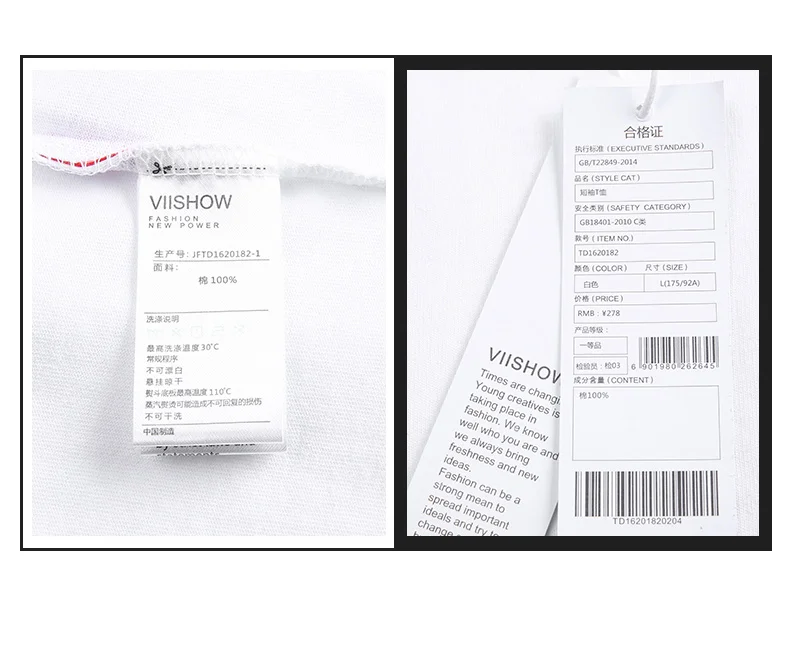 VIISHOW
FASHION
NEW POWER
生产号: JFTD1620182-1
面料:
棉 100%
洗涤说明
最高洗涤温度30℃
常规程序
不可漂白
悬挂晾干
熨斗底板最高温度110℃
蒸汽熨烫可能造成不可回复的损伤
不可干洗
中国制造
VIISHOW
Times are changi
Young creatives is
taking place in
fashion. We know
well who you are and
we always bring
freshness and new
ideas.
Fashion can be a
strong mean to
spread important
ideals and try to
change
合格证
执行标准 (EXECUTIVE STANDARDS)
GB/T22849-2014
品名 (STYLE CAT)
短袖T恤
安全类别 (SAFETY CATEGORY)
GB18401-2010 C类
款号 (ITEM NO.)
TD1620182
颜色 (COLOR) 尺寸 (SIZE)
白色 L(175/92A)
价格 (PRICE)
RMB: ¥278
产品等级:
一等品
检验员: 检03
6 901980 262645
成分含量 (CONTENT)
棉100%
TD16201820204